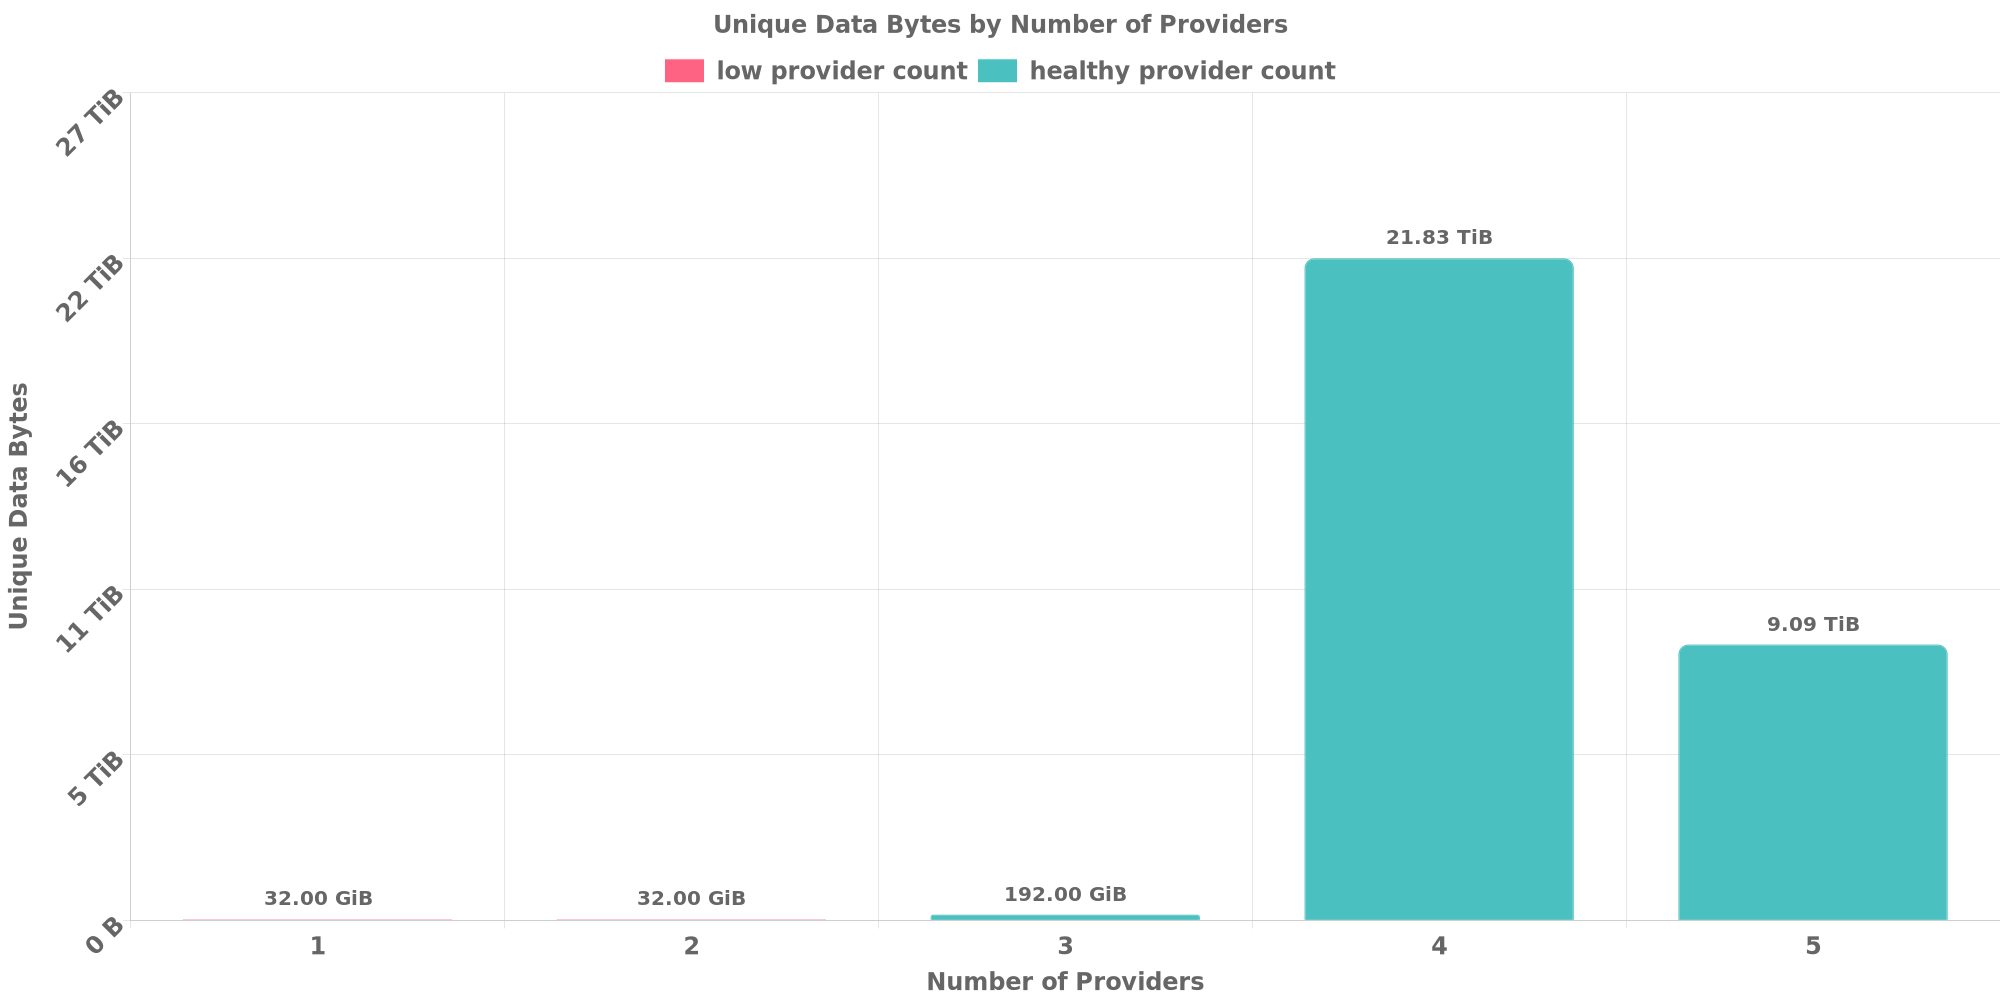 Unique Data Bytes by Number of Providers
low provider count healthy provider count
27 TiB
22 TiB
16 TiB
11 TiB
5 TiB
0 B
Unique Data Bytes
32.00 GiB
32.00 GiB
192.00 GiB
21.83 TiB
9.09 TiB
1 2 3 4 5
Number of Providers